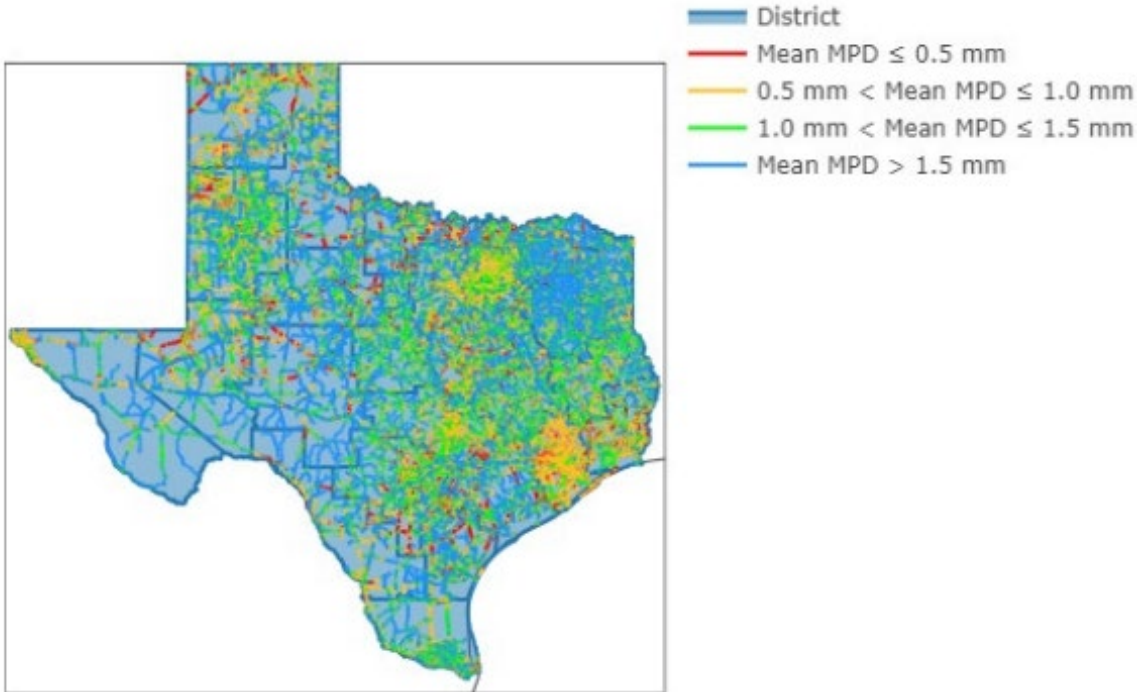 District
Mean MPD ≤ 0.5 mm
0.5 mm < Mean MPD ≤ 1.0 mm
1.0 mm < Mean MPD ≤ 1.5 mm
Mean MPD > 1.5 mm